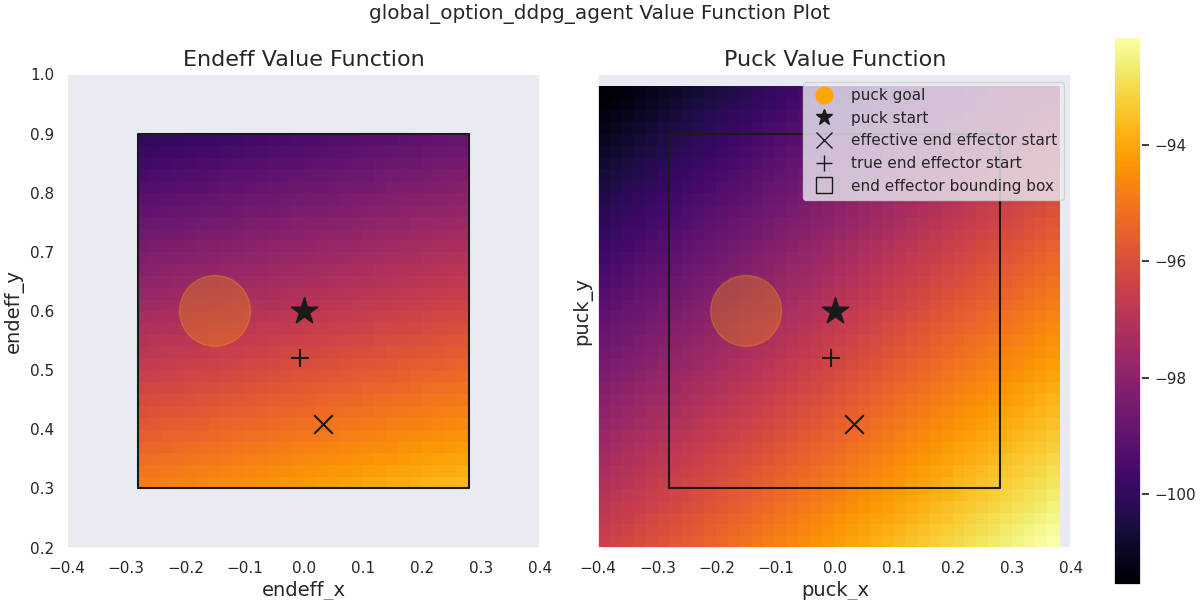 global_option_ddpg_agent Value Function Plot
Endeff Value Function
1.0
0.9
0.8
0.7
0.6
0.5
0.4
0.3
0.2
endeff_y
−0.4 −0.3 −0.2 −0.1 0.0 0.1 0.2 0.3 0.4
endeff_x
Puck Value Function
puck goal
puck start
effective end effector start
true end effector start
end effector bounding box
puck_y
−0.4 −0.3 −0.2 −0.1 0.0 0.1 0.2 0.3 0.4
puck_x
−94
−96
−98
−100